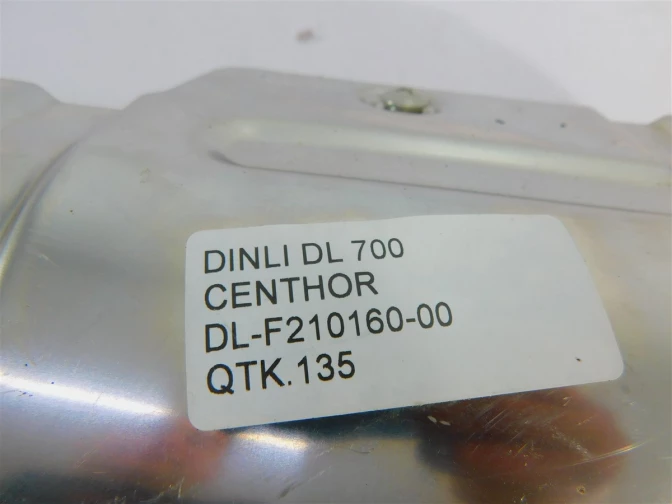 DINLI DL 700
CENTHOR
DL-F210160-00
QTK.135